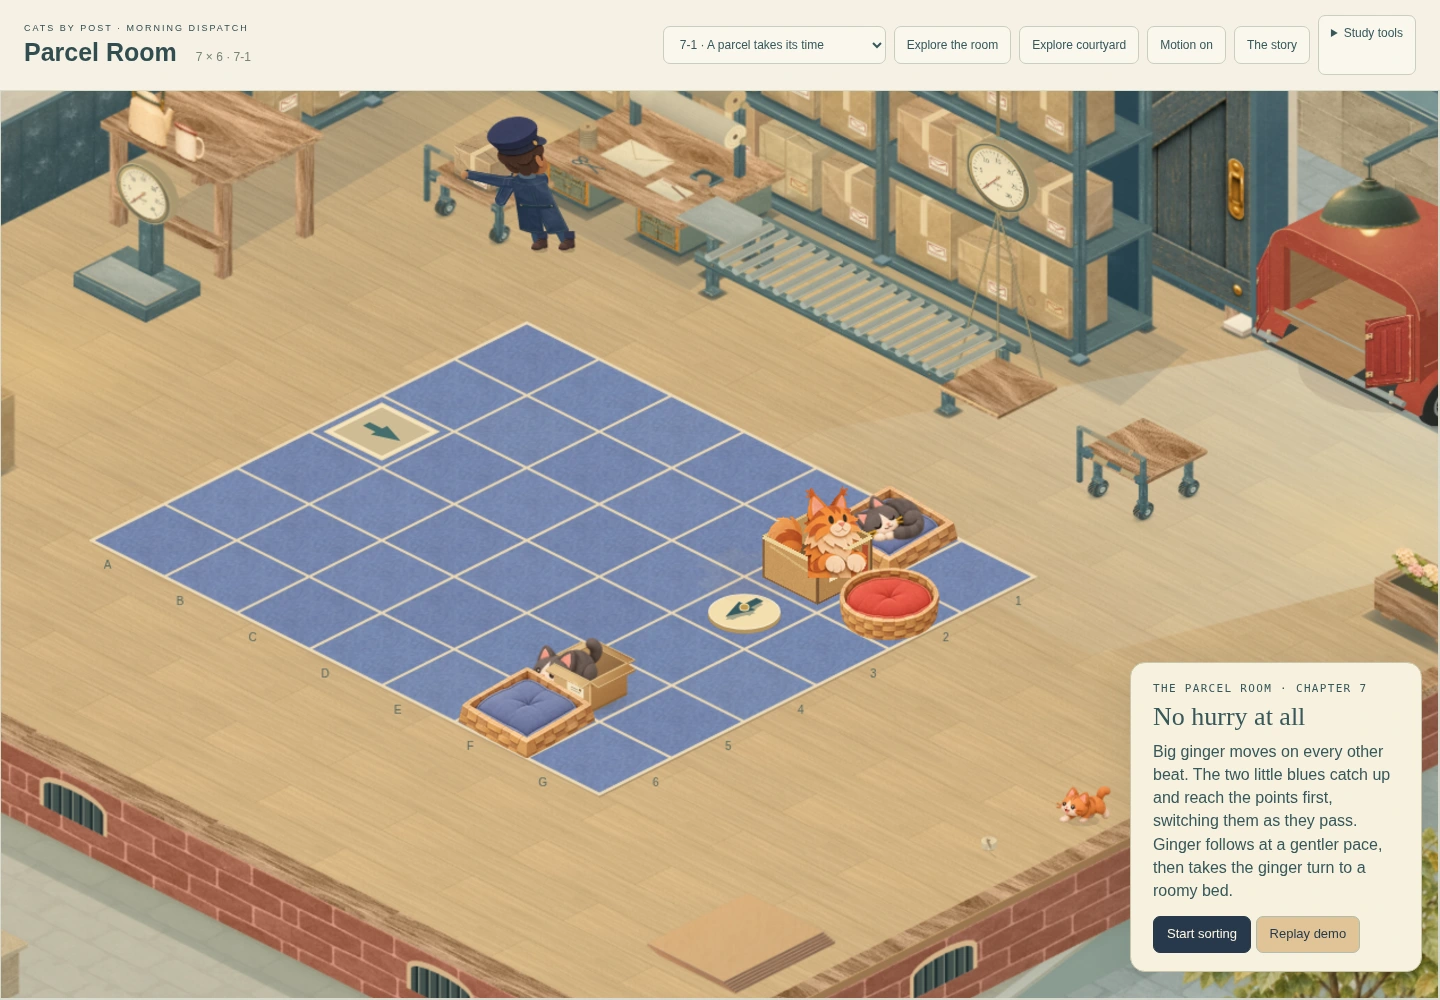 CATS BY POST · MORNING DISPATCH
Parcel Room 7 × 6 · 7-1
7-1 · A parcel takes its time
Explore the room
Explore courtyard
Motion on
The story
Study tools
A
B
C
D
E
F
G
1
2
3
4
5
6
THE PARCEL ROOM · CHAPTER 7
No hurry at all
Big ginger moves on every other
beat. The two little blues catch up
and reach the points first,
switching them as they pass.
Ginger follows at a gentler pace,
then takes the ginger turn to a
roomy bed.
Start sorting
Replay demo